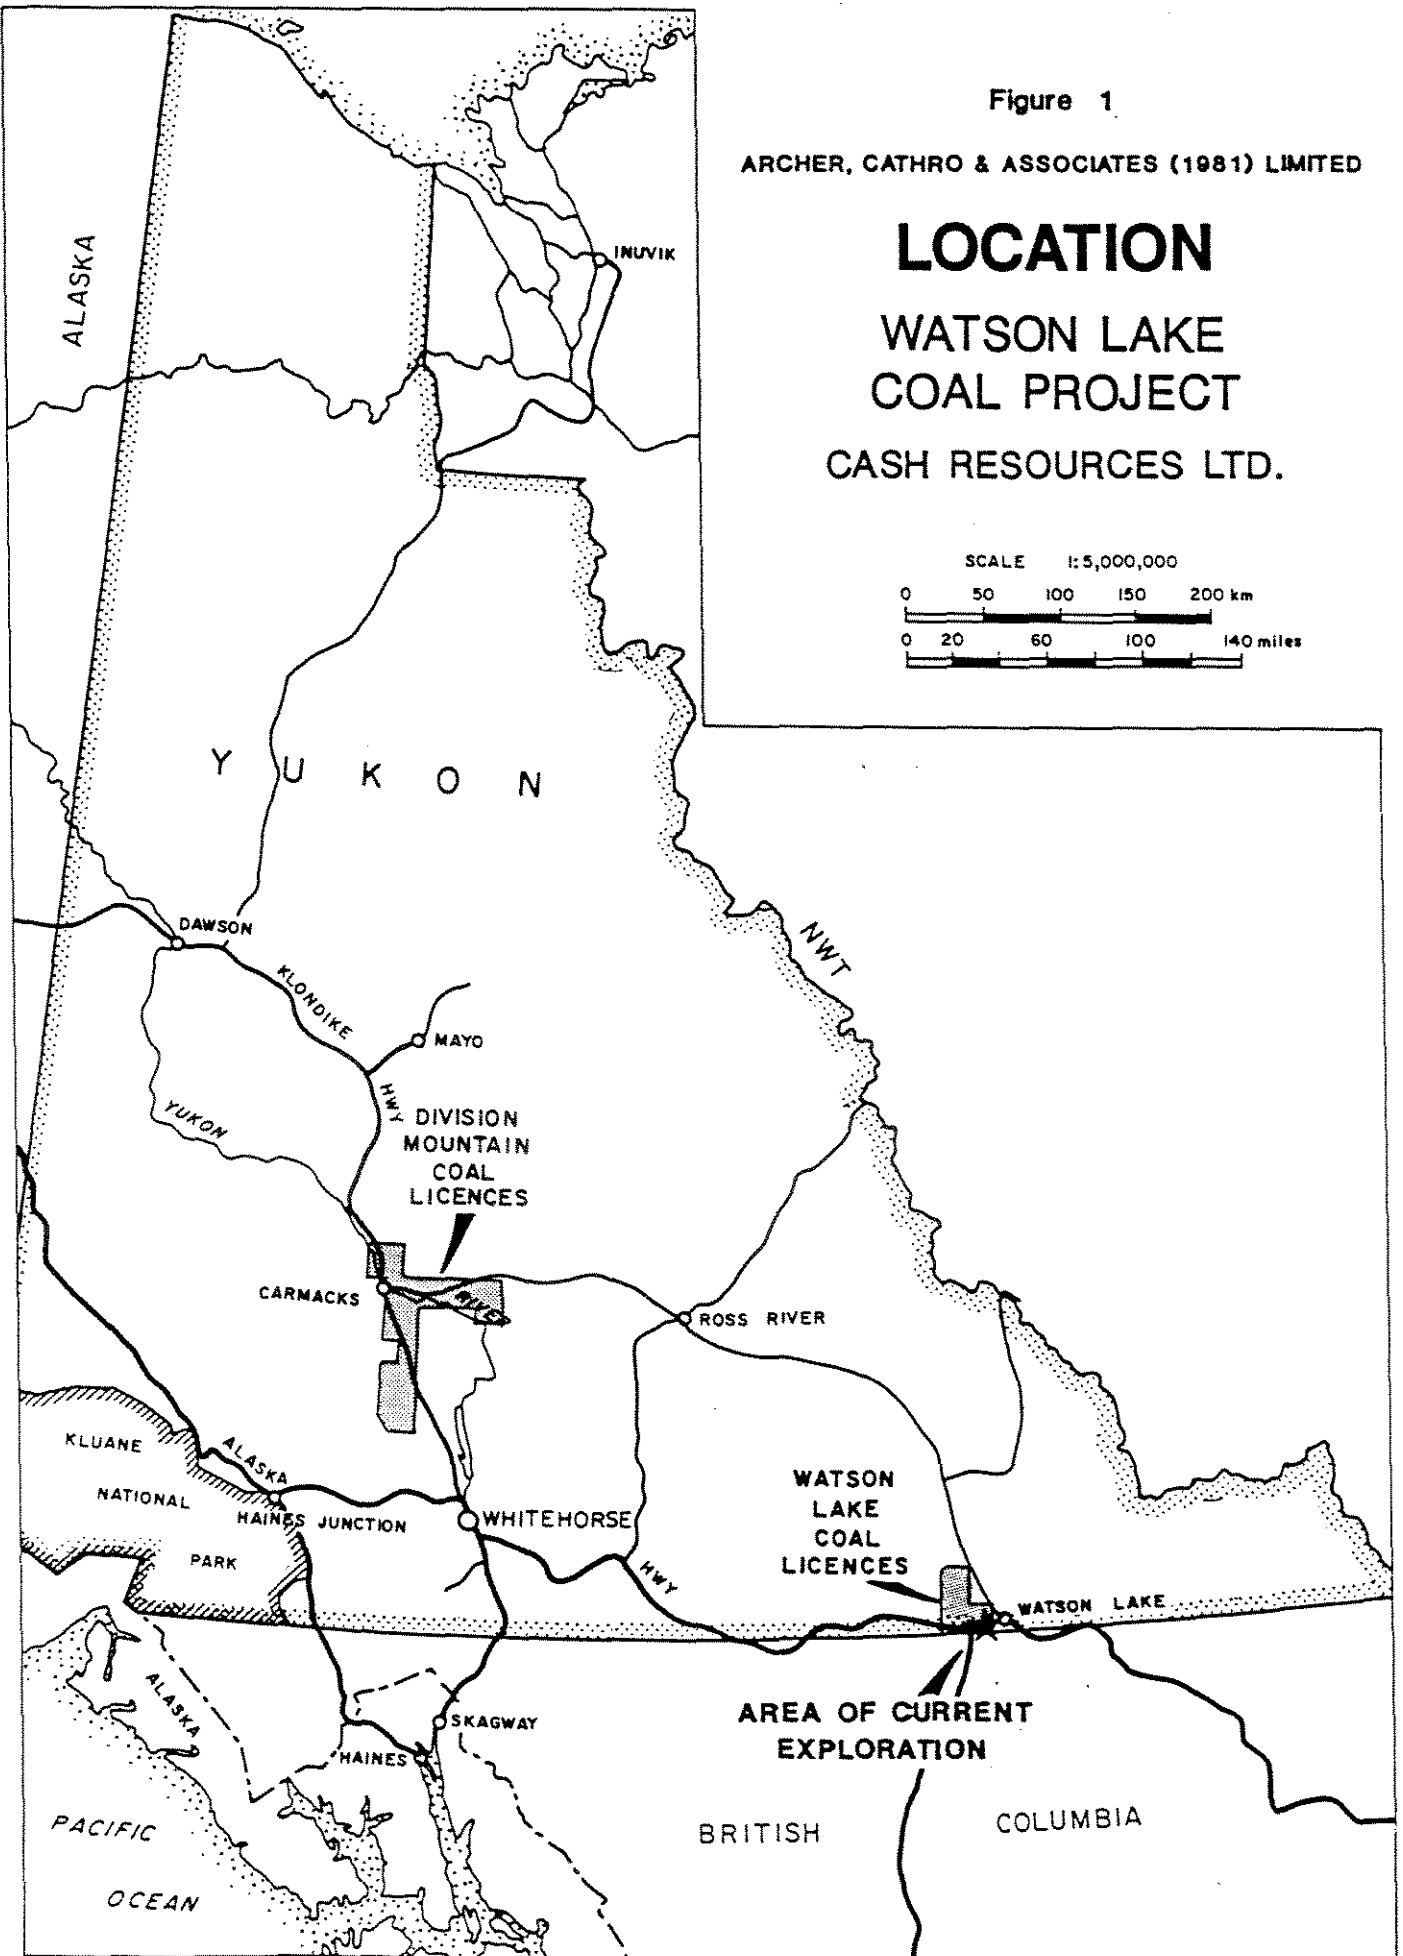 Figure 1
ARCHER, CATHRO & ASSOCIATES (1981) LIMITED
LOCATION
WATSON LAKE
COAL PROJECT
CASH RESOURCES LTD.
SCALE 1:5,000,000
0 50 100 150 200 km
0 20 60 100 140 miles
ALASKA
INUVIK
YUKON
NWT
DAWSON
KLONDIKE
HWY
MAYO
YUKON
RIVER
DIVISION
MOUNTAIN
COAL
LICENCES
CARMACKS
ROSS RIVER
KLUANE
NATIONAL
PARK
ALASKA
HWY
HAINES JUNCTION
WHITEHORSE
WATSON
LAKE
COAL
LICENCES
WATSON LAKE
AREA OF CURRENT
EXPLORATION
ALASKA
SKAGWAY
HAINES
PACIFIC
OCEAN
BRITISH COLUMBIA